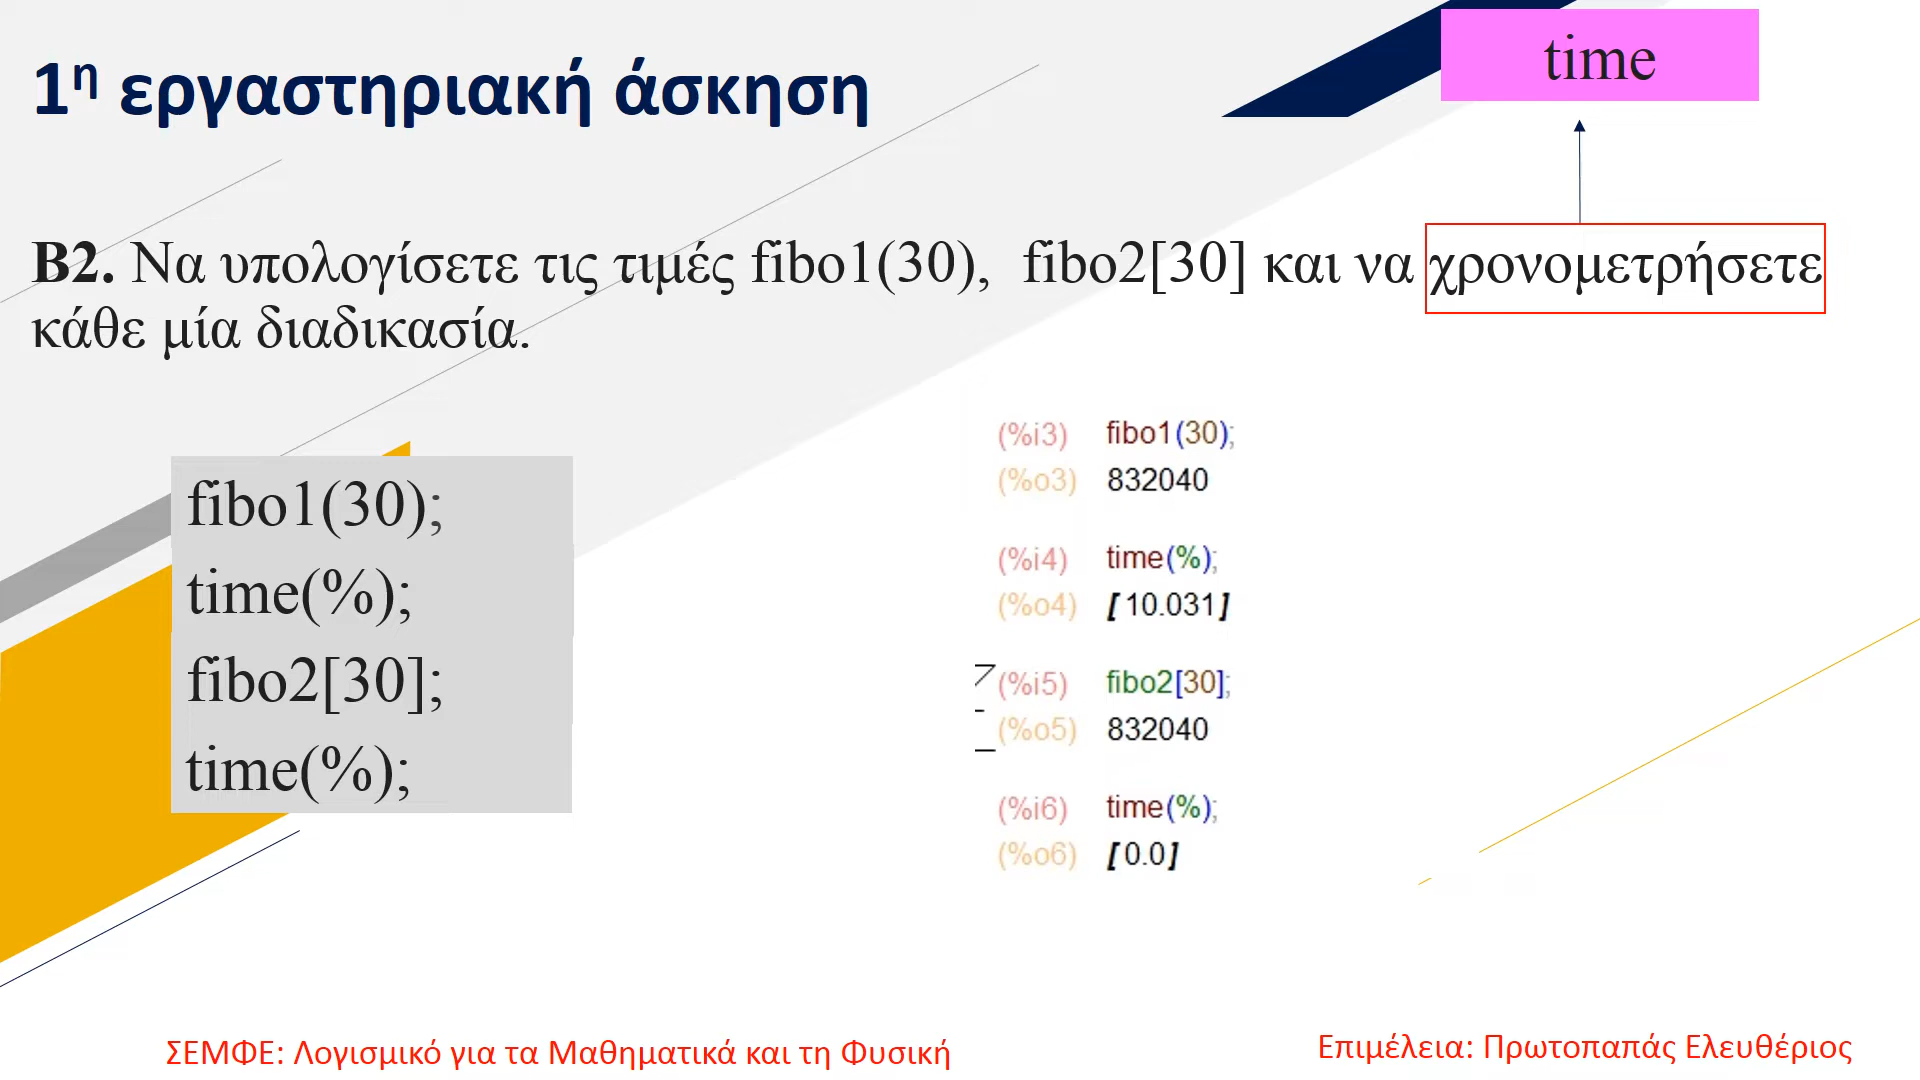 1η εργαστηριακή άσκηση
time
B2. Να υπολογίσετε τις τιμές fibo1(30), fibo2[30] και να χρονομετρήσετε
κάθε μία διαδικασία.
fibo1(30);
time(%);
fibo2[30];
time(%);
(%i3) fibo1(30);
(%o3) 832040
(%i4) time(%);
(%o4) [10.031]
(%i5) fibo2[30];
(%o5) 832040
(%i6) time(%);
(%o6) [0.0]
ΣΕΜΦΕ: Λογισμικό για τα Μαθηματικά και τη Φυσική
Επιμέλεια: Πρωτοπαπάς Ελευθέριος